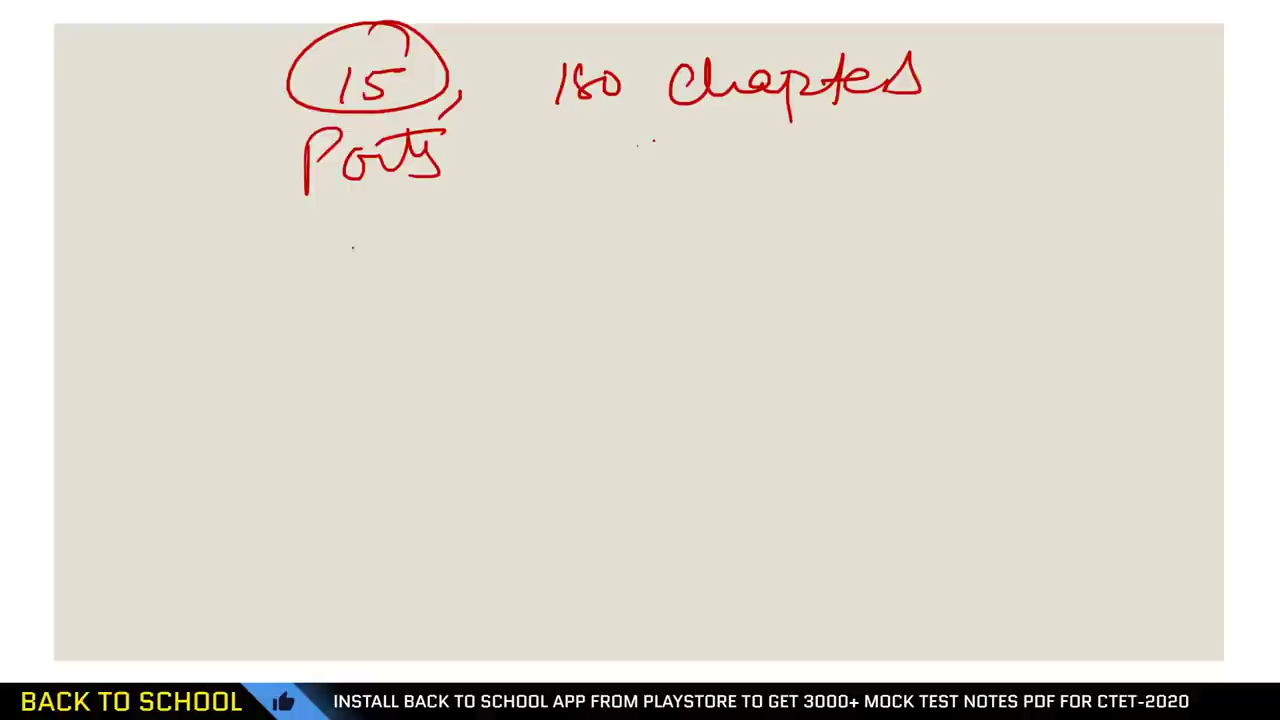 15, 180 chapters
Parts
BACK TO SCHOOL INSTALL BACK TO SCHOOL APP FROM PLAYSTORE TO GET 3000+ MOCK TEST NOTES PDF FOR CTET-2020